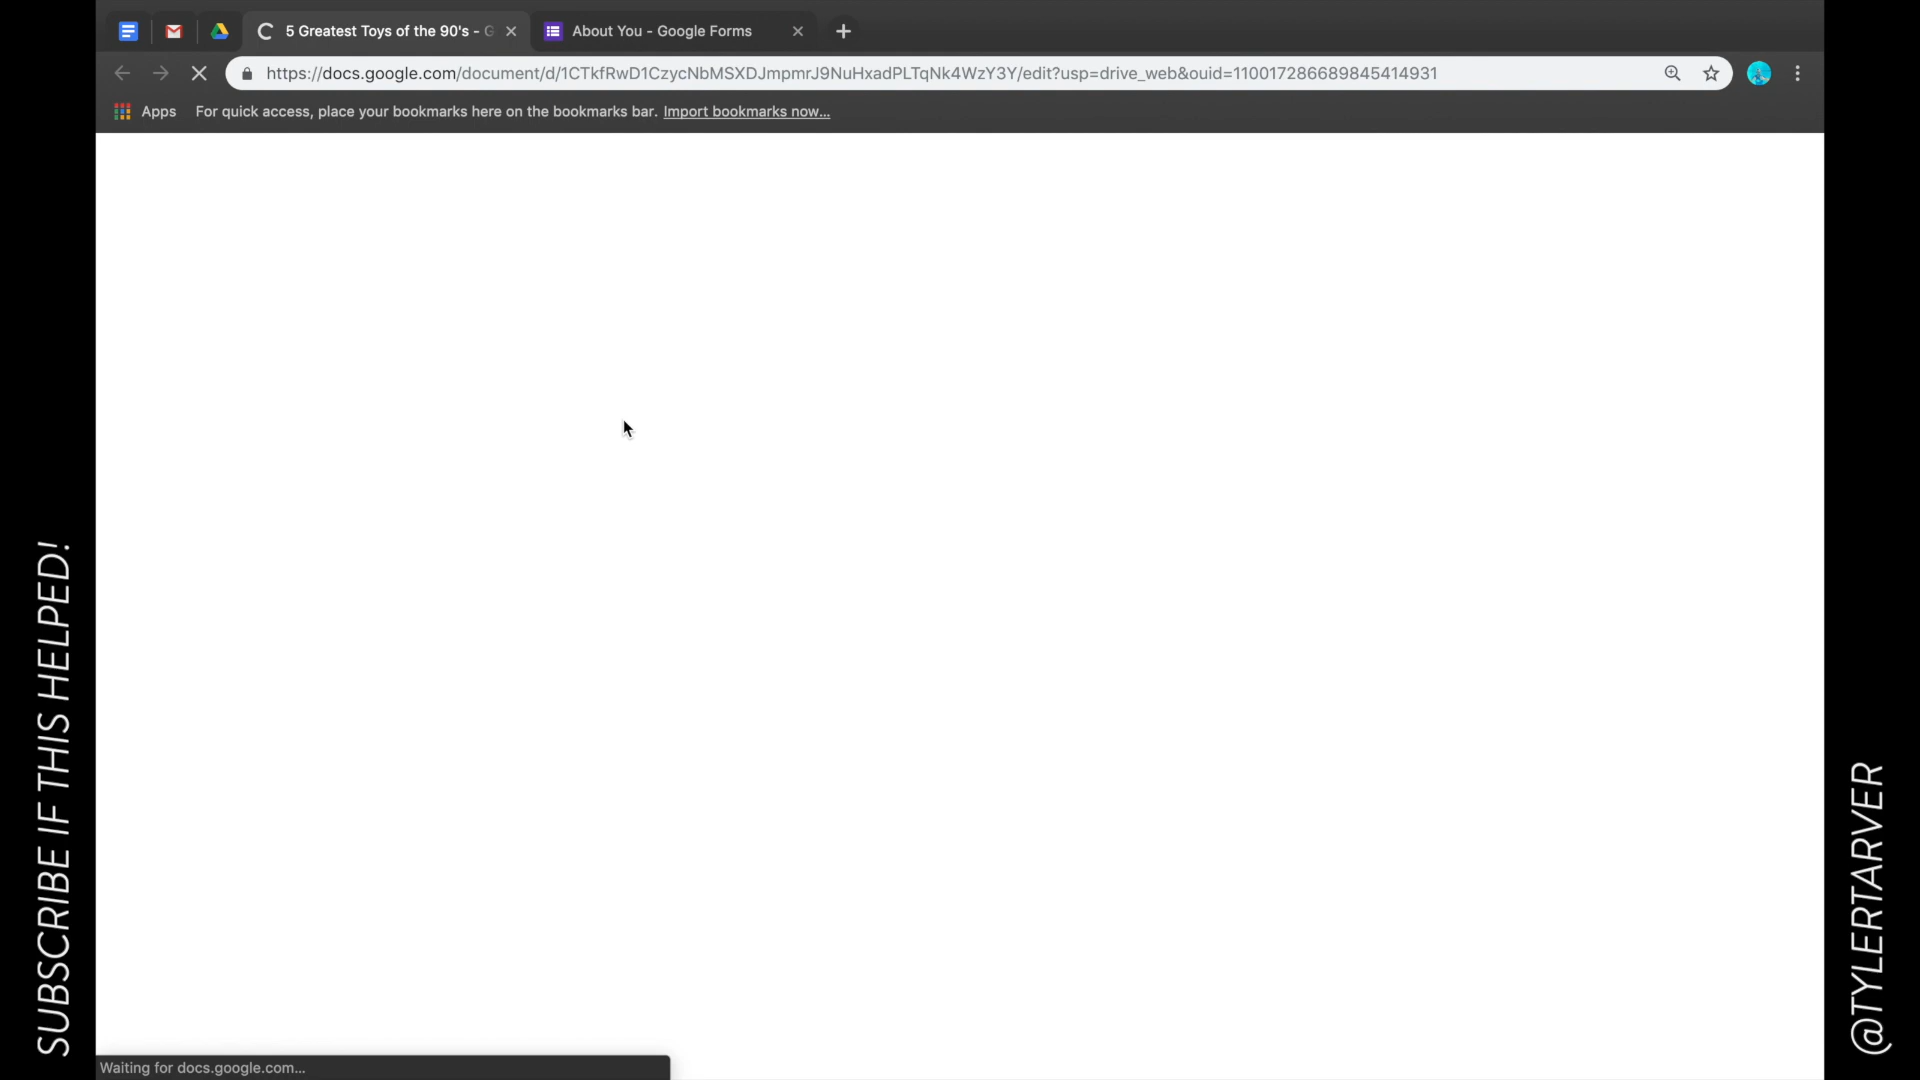 5 Greatest Toys of the 90's - G
About You - Google Forms
https://docs.google.com/document/d/1CTkfRwD1CzycNbMSXDJmpmrJ9NuHxadPLTqNk4WzY3Y/edit?usp=drive_web&ouid=110017286689845414931
Apps For quick access, place your bookmarks here on the bookmarks bar. Import bookmarks now...
SUBSCRIBE IF THIS HELPED!
@TYLERTARVER
Waiting for docs.google.com...